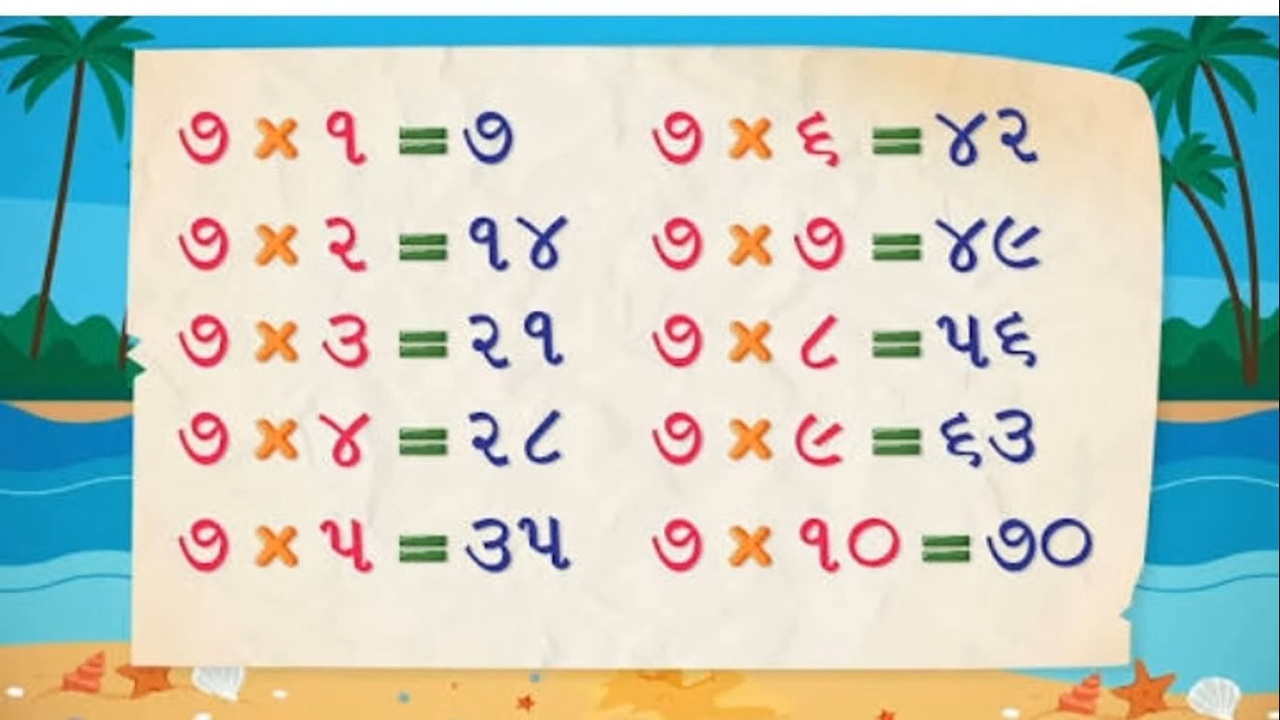 ૭ × ૧ = ૭
૭ × ૨ = ૧૪
૭ × ૩ = ૨૧
૭ × ૪ = ૨૮
૭ × ૫ = ૩૫
૭ × ૬ = ૪૨
૭ × ૭ = ૪૯
૭ × ૮ = ૫૬
૭ × ૯ = ૬૩
૭ × ૧૦ = ૭૦